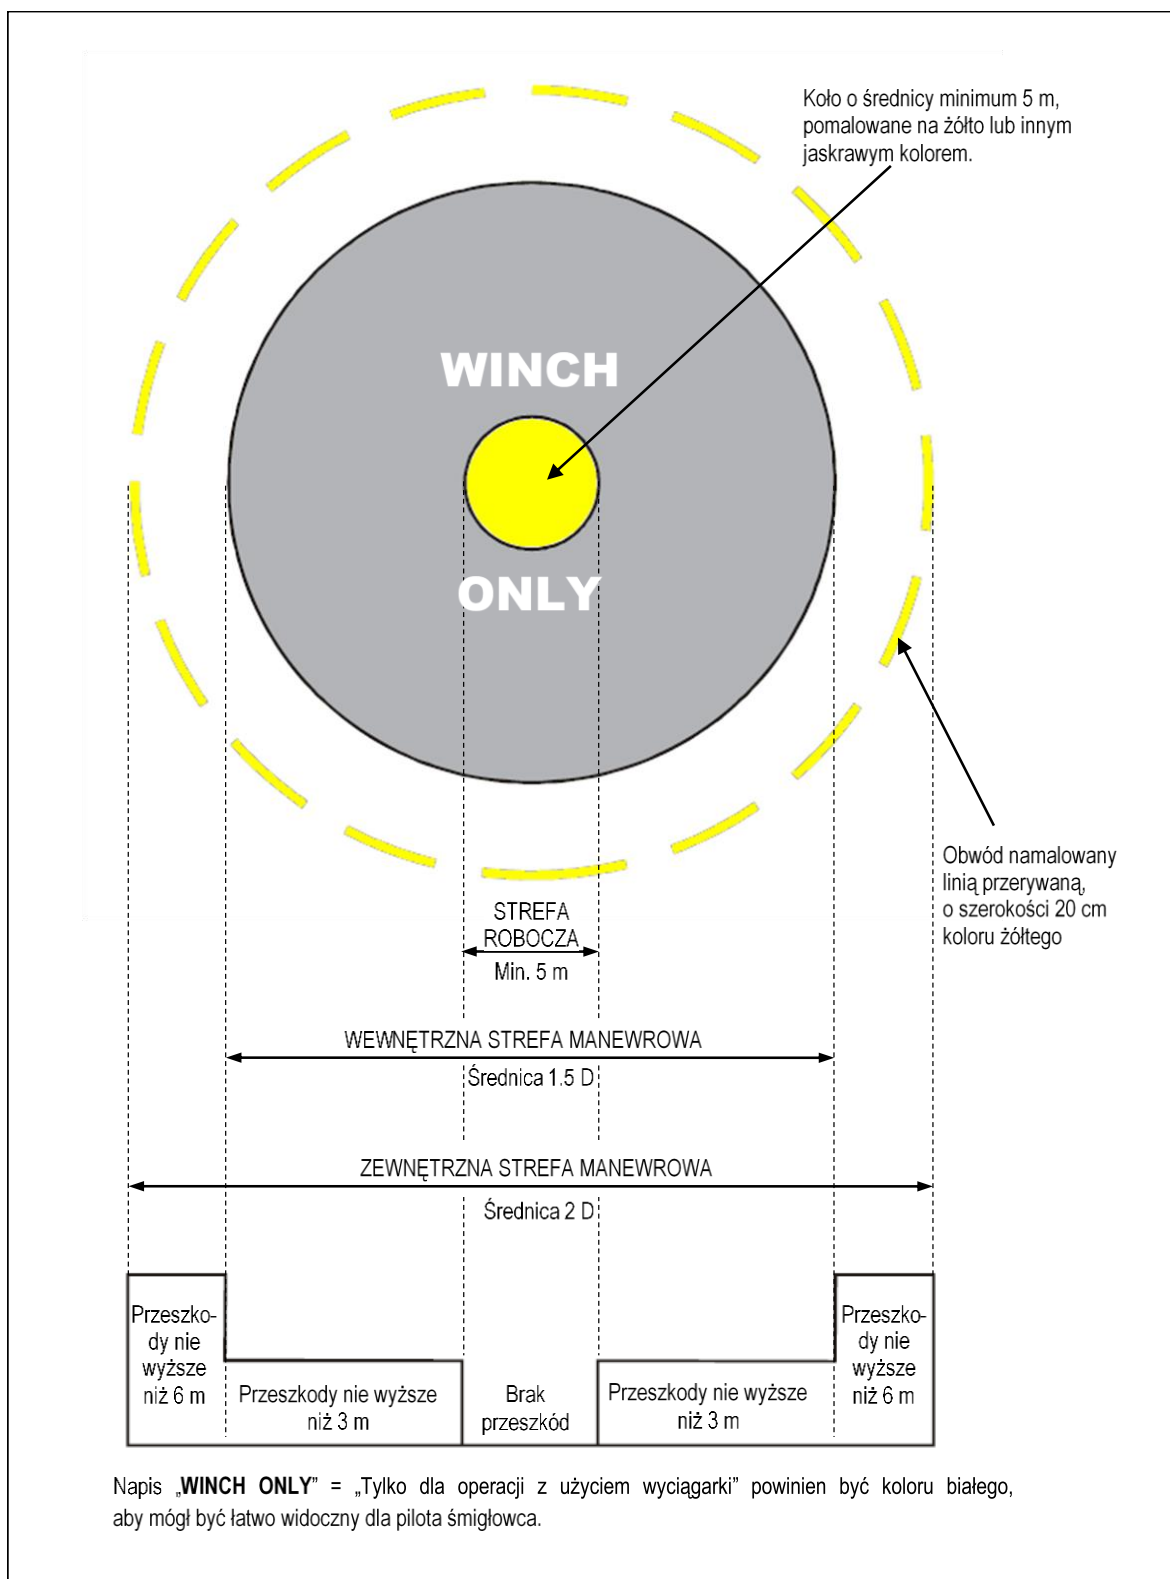 Koło o średnicy minimum 5 m,
pomalowane na żółto lub innym
jaskrawym kolorem.
WINCH
ONLY
Obwód namalowany
linią przerywaną,
o szerokości 20 cm
koloru żółtego
STREFA
ROBOCZA
Min. 5 m
WEWNĘTRZNA STREFA MANEWROWA
Średnica 1.5 D
ZEWNĘTRZNA STREFA MANEWROWA
Średnica 2 D
Przeszko-
dy nie
wyższe
niż 6 m
Przeszkody nie wyższe
niż 3 m
Brak
przeszkód
Przeszkody nie wyższe
niż 3 m
Przeszko-
dy nie
wyższe
niż 6 m
Napis „WINCH ONLY” = „Tylko dla operacji z użyciem wyciągarki” powinien być koloru białego,
aby mógł być łatwo widoczny dla pilota śmigłowca.